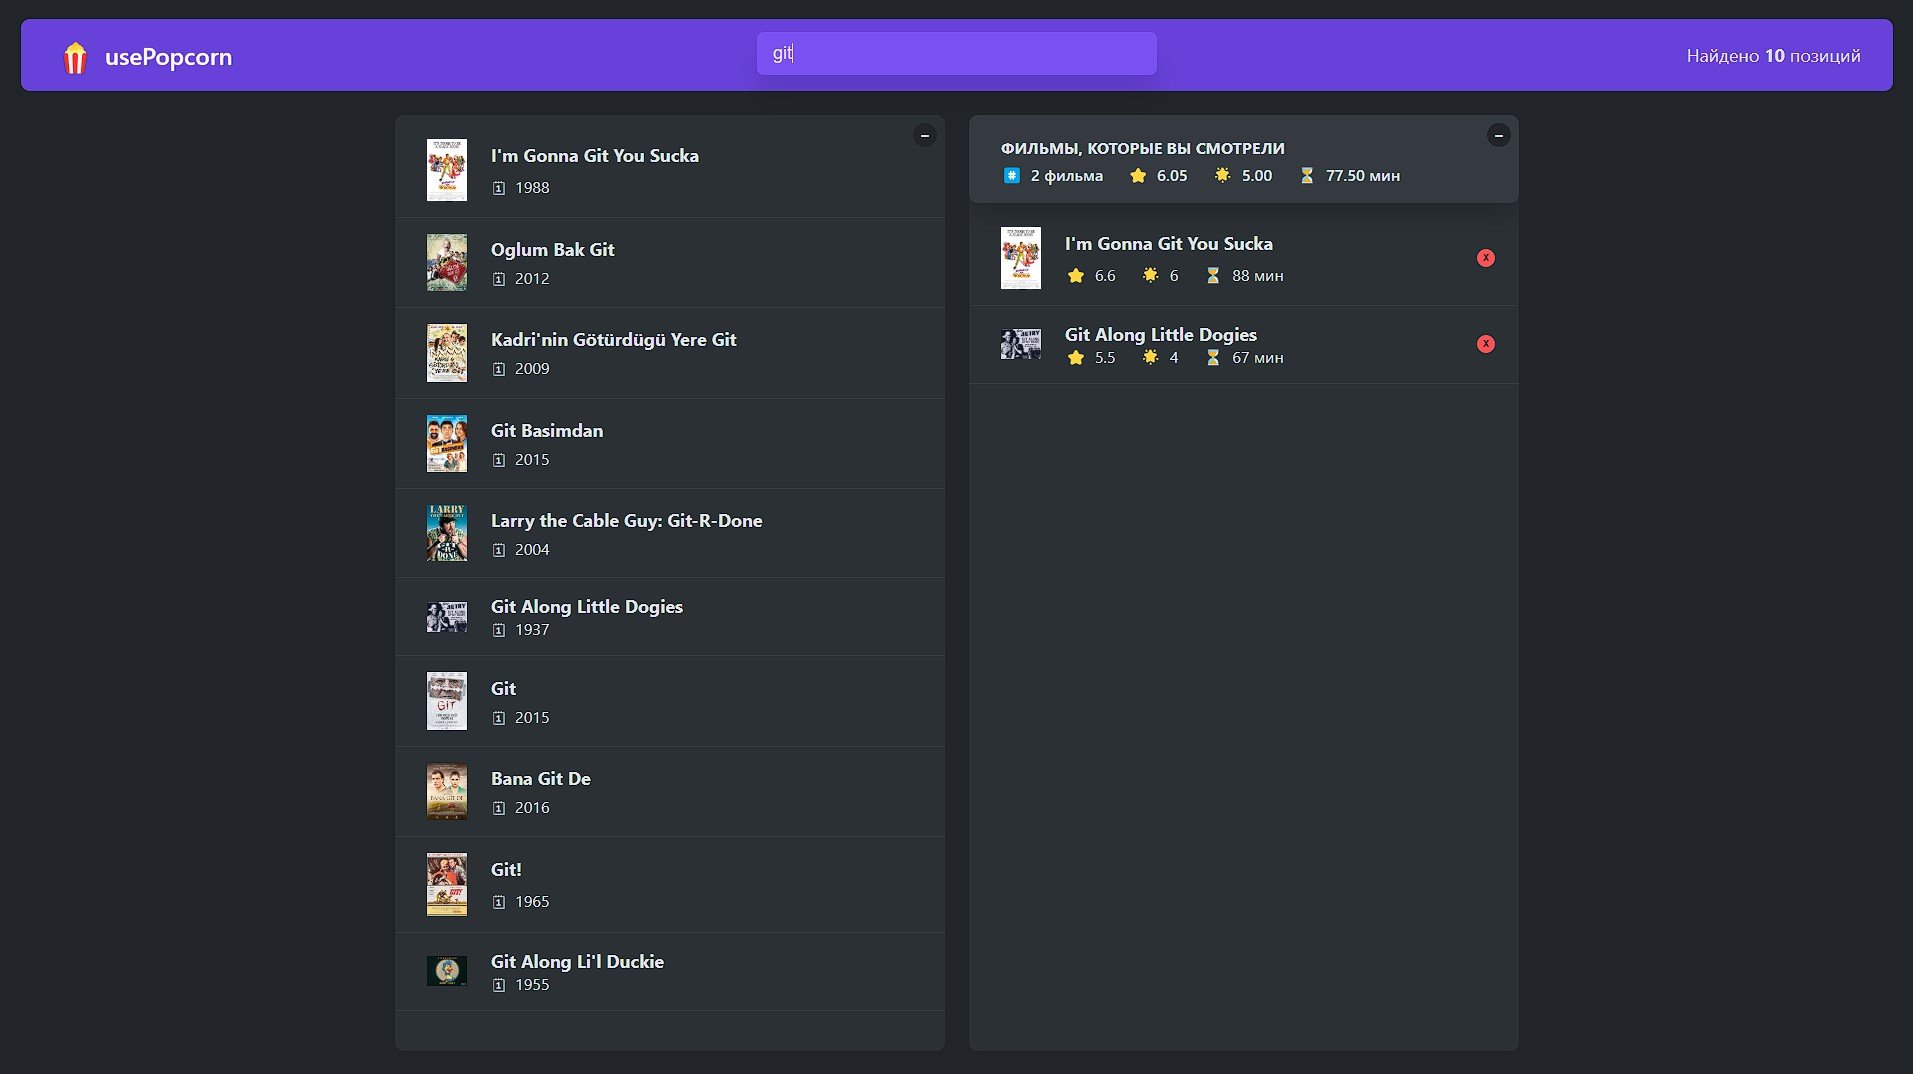 usePopcorn
git
Найдено 10 позиций
I'm Gonna Git You Sucka
1988
Oglum Bak Git
2012
Kadri'nin Götürdügü Yere Git
2009
Git Basimdan
2015
Larry the Cable Guy: Git-R-Done
2004
Git Along Little Dogies
1937
Git
2015
Bana Git De
2016
Git!
1965
Git Along Li'l Duckie
1955
ФИЛЬМЫ, КОТОРЫЕ ВЫ СМОТРЕЛИ
2 фильма 6.05 5.00 77.50 мин
I'm Gonna Git You Sucka
6.6 6 88 мин
X
Git Along Little Dogies
5.5 4 67 мин
X